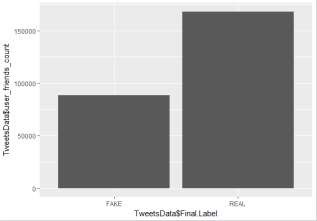 TweetsData$user_friends_count
150000
100000
50000
0
FAKE REAL
TweetsData$Final.Label